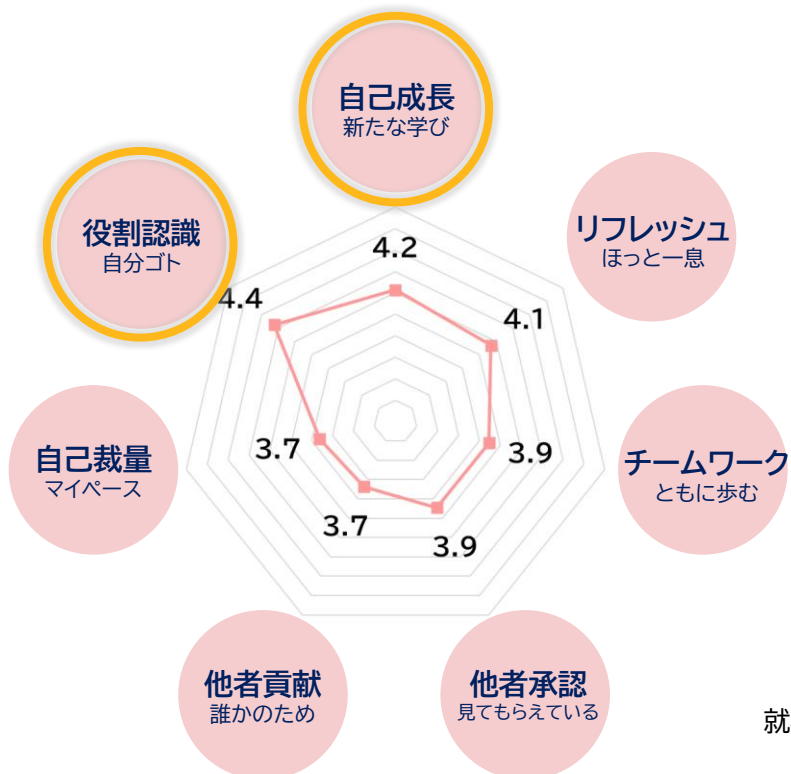 自己成長
新たな学び
役割認識
自分ゴト
リフレッシュ
ほっと一息
4.2
4.4
4.1
自己裁量
マイペース
3.7
3.9
チームワーク
ともに歩む
3.7
3.9
他者貢献
誰かのため
他者承認
見てもらえている
就